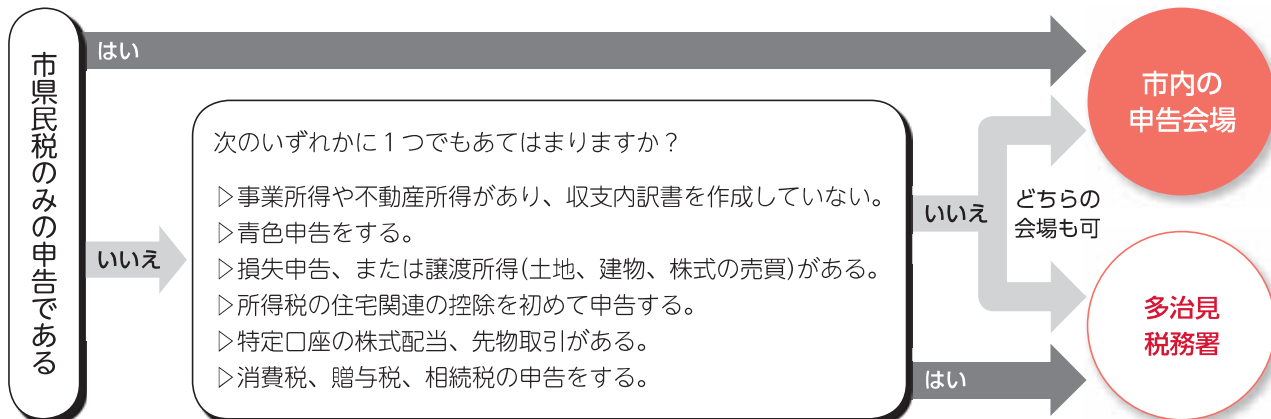 市県民税のみの申告である
はい
いいえ
次のいずれかに1つでもあてはまりますか？
▷事業所得や不動産所得があり、収支内訳書を作成していない。
▷青色申告をする。
▷損失申告、または譲渡所得(土地、建物、株式の売買)がある。
▷所得税の住宅関連の控除を初めて申告する。
▷特定口座の株式配当、先物取引がある。
▷消費税、贈与税、相続税の申告をする。
いいえ
どちらの
会場も可
はい
市内の
申告会場
多治見
税務署